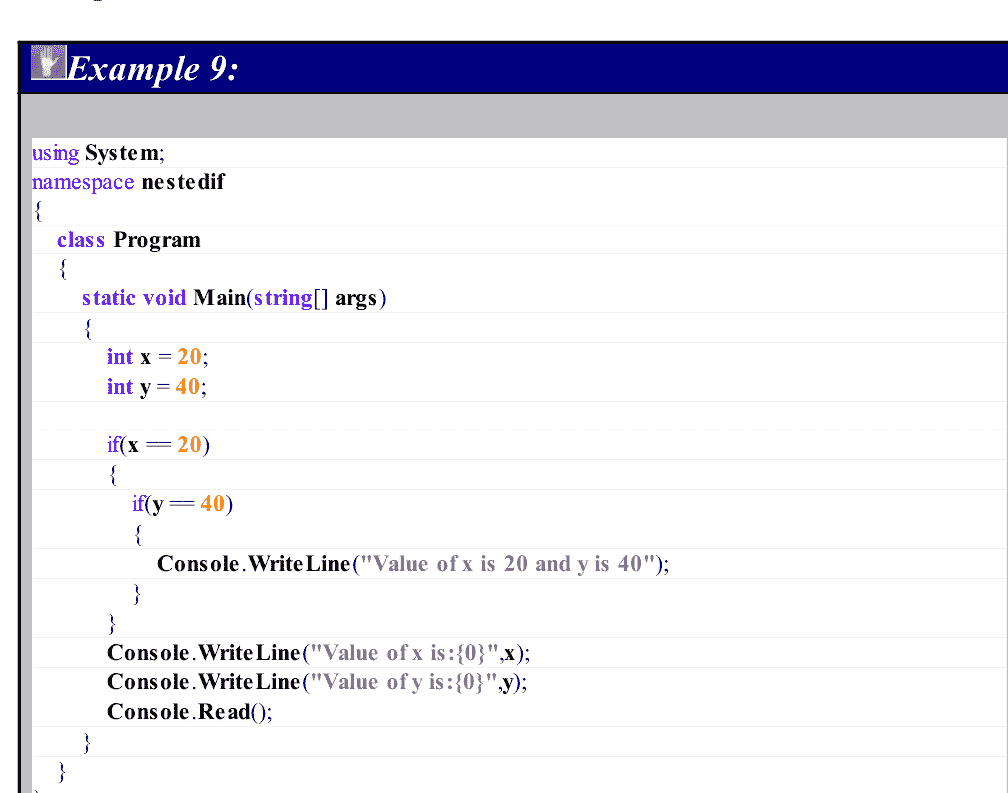 Example 9:
using System;
namespace nestedif
{
class Program
{
static void Main(string[] args)
{
int x = 20;
int y = 40;
if(x == 20)
{
if(y == 40)
{
Console.WriteLine("Value of x is 20 and y is 40");
}
}
Console.WriteLine("Value of x is:{0}",x);
Console.WriteLine("Value of y is:{0}",y);
Console.Read();
}
}